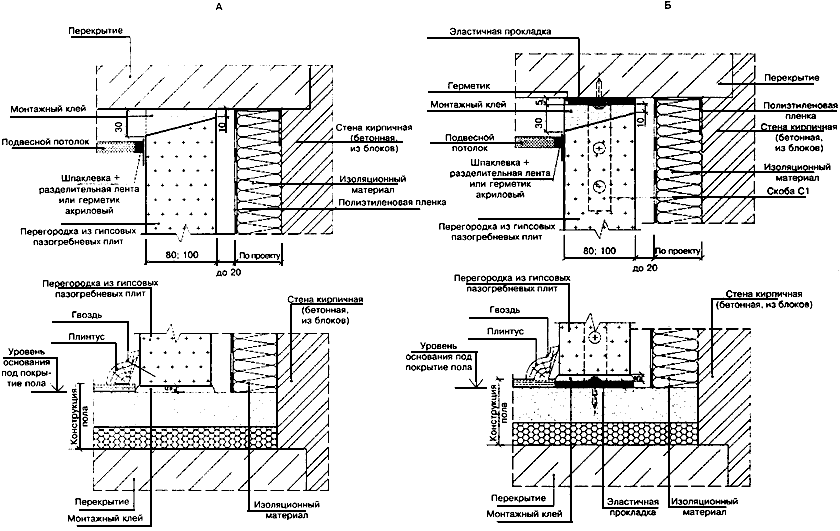 А
Перекрытие
Монтажный клей
30
10
Подвесной потолок
Стена кирпичная
(бетонная,
из блоков)
Шпаклевка +
разделительная лента
или герметик
акриловый
Изоляционный
материал
Полиэтиленовая пленка
Перегородка из гипсовых
пазогребневых плит
80; 100
По проекту
до 20
Перегородка из гипсовых
пазогребневых плит
Гвоздь
Плинтус
Уровень
основания
под покры-
тие пола
Стена кирпичная
(бетонная,
из блоков)
Конструкция
пола
Перекрытие
Монтажный клей
Изоляционный
материал
Б
Эластичная прокладка
Перекрытие
Герметик
Монтажный клей
5
30
10
Полиэтиленовая
пленка
Стена кирпичная
(бетонная,
из блоков)
Подвесной
потолок
Шпаклевка +
разделительная лента
или герметик
акриловый
Изоляционный
материал
Скоба С1
Перегородка из гипсовых
пазогребневых плит
80; 100
По проекту
до 20
Перегородка из гипсовых
пазогребневых плит
Гвоздь
Плинтус
Уровень
основания под
покрытие пола
Стена кирпичная
(бетонная, из блоков)
Конструкция
пола
Перекрытие
Монтажный клей
Эластичная
прокладка
Изоляционный
материал